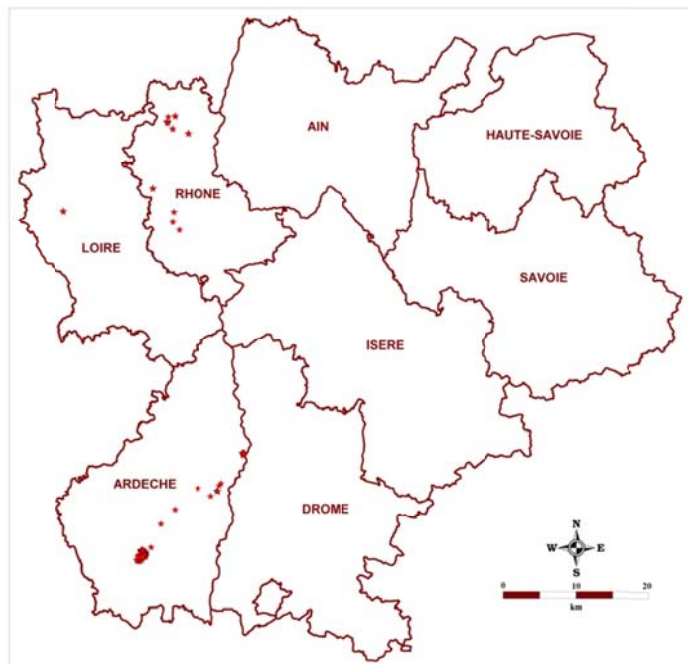 AIN
HAUTE-SAVOIE
RHONE
LOIRE
SAVOIE
ISERE
ARDECHE
DROME
N
W E
S
0 10 20
km